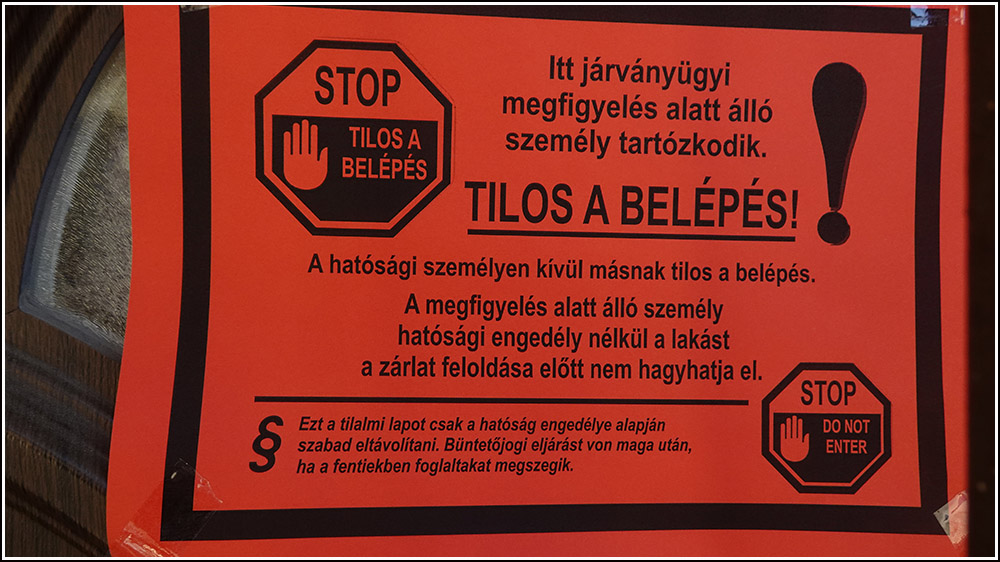 STOP
TILOS A
BELÉPÉS
Itt járványügyi
megfigyelés alatt álló
személy tartózkodik.
TILOS A BELÉPÉS!
A hatósági személyen kívül másnak tilos a belépés.
A megfigyelés alatt álló személy
hatósági engedély nélkül a lakást
a zárlat feloldása előtt nem hagyhatja el.
§
Ezt a tilalmi lapot csak a hatóság engedélye alapján
szabad eltávolítani. Büntetőjogi eljárást von maga után,
ha a fentiekben foglaltakat megszegik.
STOP
DO NOT
ENTER